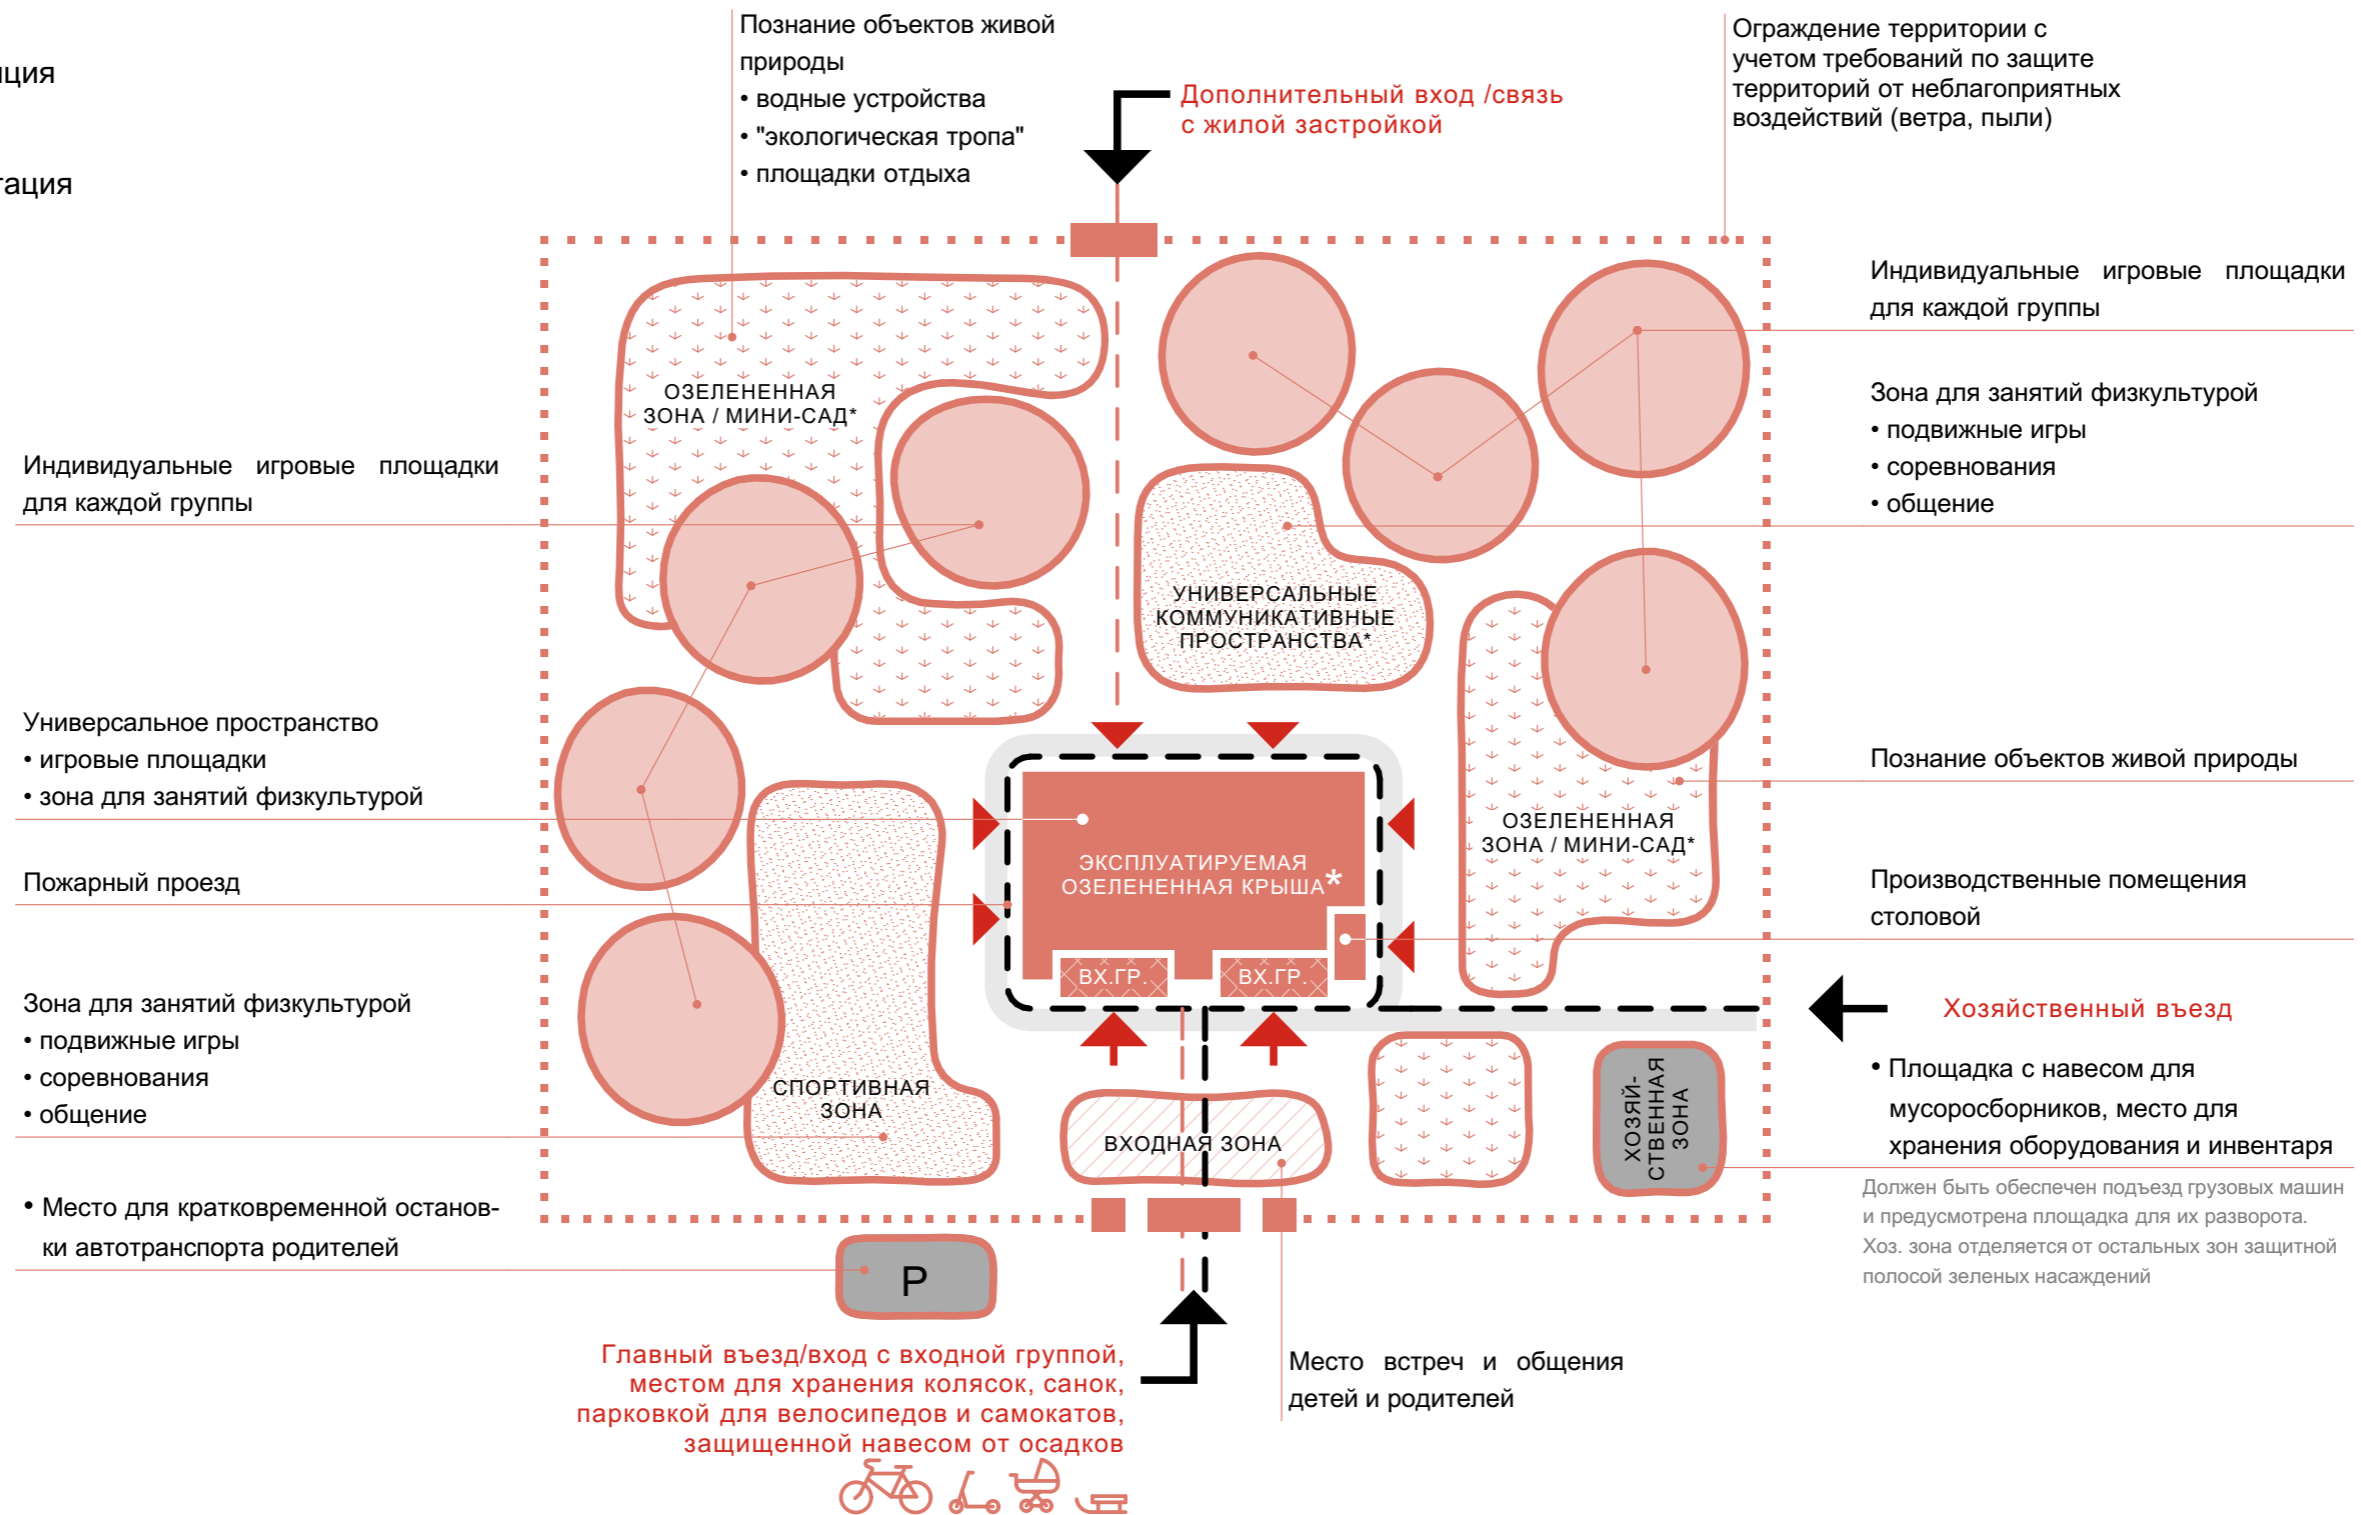 Познание объектов живой
природы
• водные устройства
• "экологическая тропа"
• площадки отдыха
Дополнительный вход /связь
с жилой застройкой
Ограждение территории с
учетом требований по защите
территорий от неблагоприятных
воздействий (ветра, пыли)
Индивидуальные игровые площадки
для каждой группы
Универсальное пространство
• игровые площадки
• зона для занятий физкультурой
Пожарный проезд
Зона для занятий физкультурой
• подвижные игры
• соревнования
• общение
• Место для кратковременной останов-
ки автотранспорта родителей
ОЗЕЛЕНЕННАЯ
ЗОНА / МИНИ-САД*
УНИВЕРСАЛЬНЫЕ
КОММУНИКАТИВНЫЕ
ПРОСТРАНСТВА*
ЭКСПЛУАТИРУЕМАЯ
ОЗЕЛЕНЕННАЯ КРЫША*
ВХ.ГР.
ВХ.ГР.
ОЗЕЛЕНЕННАЯ
ЗОНА / МИНИ-САД*
СПОРТИВНАЯ
ЗОНА
ВХОДНАЯ ЗОНА
ХОЗЯЙ-
СТВЕННАЯ
ЗОНА
P
Индивидуальные игровые площадки
для каждой группы
Зона для занятий физкультурой
• подвижные игры
• соревнования
• общение
Познание объектов живой природы
Производственные помещения
столовой
Хозяйственный въезд
• Площадка с навесом для
мусоросборников, место для
хранения оборудования и инвентаря
Должен быть обеспечен подъезд грузовых машин
и предусмотрена площадка для их разворота.
Хоз. зона отделяется от остальных зон защитной
полосой зеленых насаждений
Главный въезд/вход с входной группой,
местом для хранения колясок, санок,
парковкой для велосипедов и самокатов,
защищенной навесом от осадков
Место встреч и общения
детей и родителей